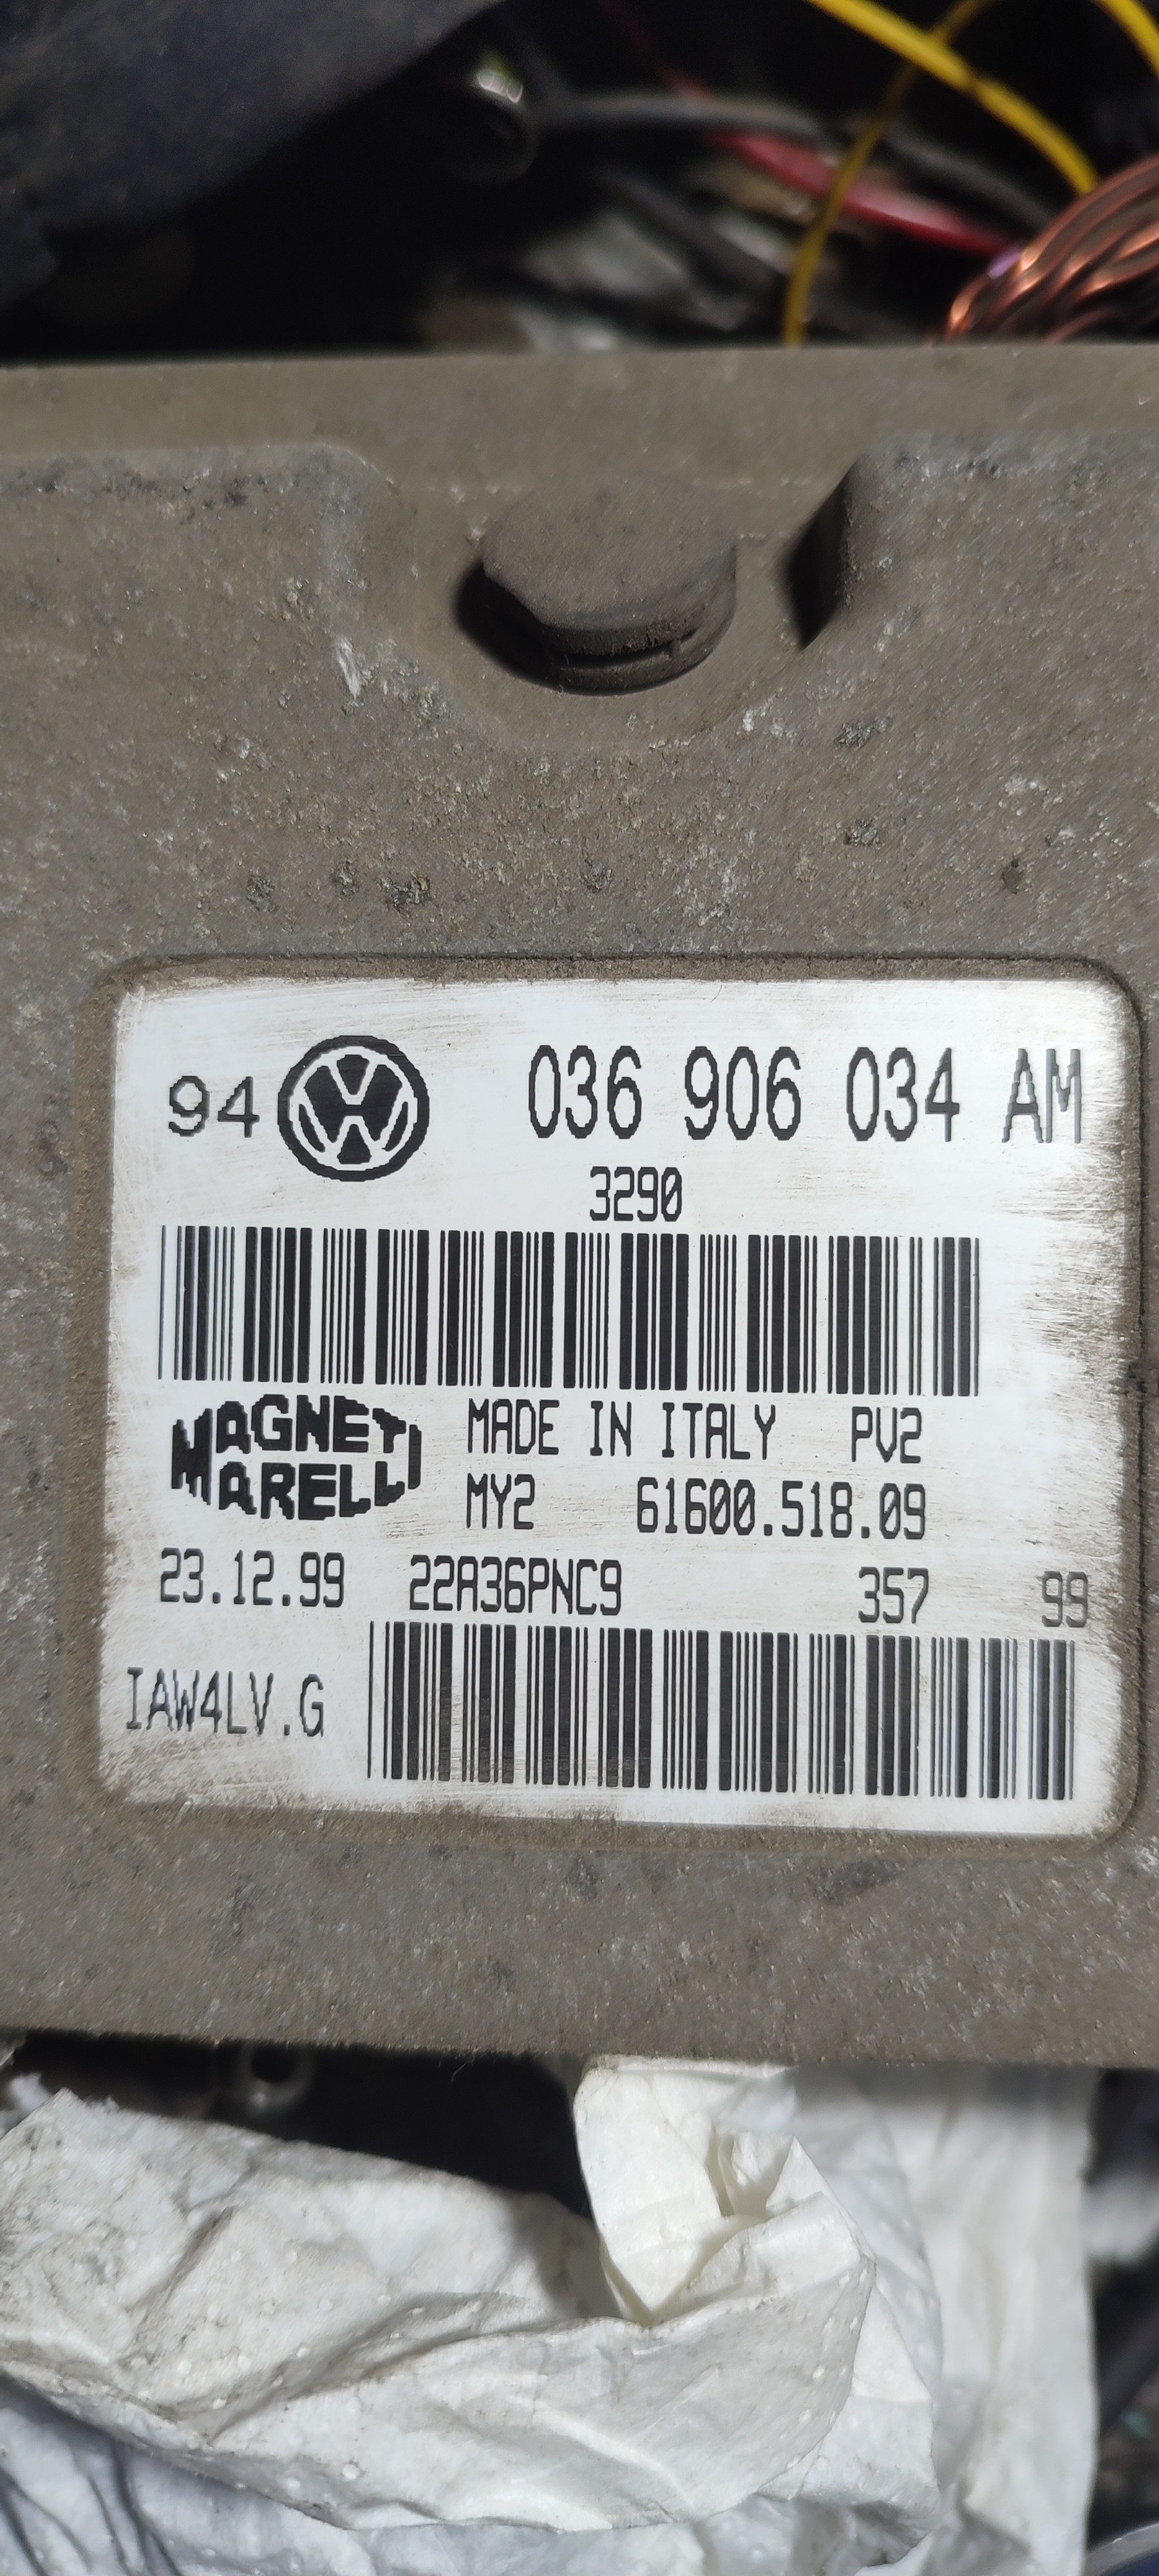 94 036 906 034 AM
3290
MAGNETI MARELLI
MADE IN ITALY PV2
MY2 61600.518.09
23.12.99 22A36PNC9 357 99
IAW4LV.G